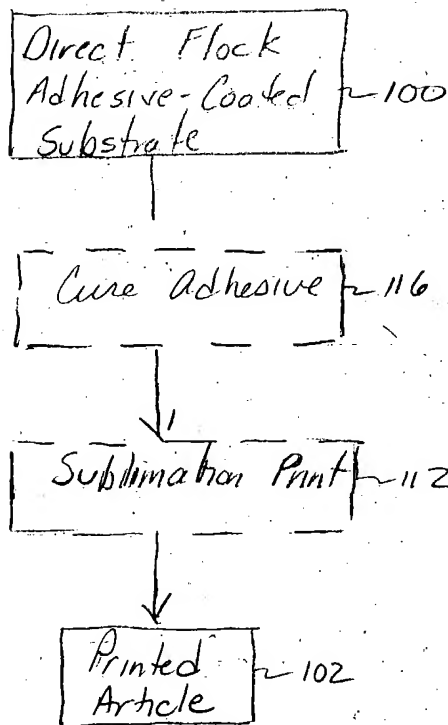 Direct Flock
Adhesive-Coated
Substrate
100
Cure Adhesive
116
Sublimation Print
112
Printed
Article
102